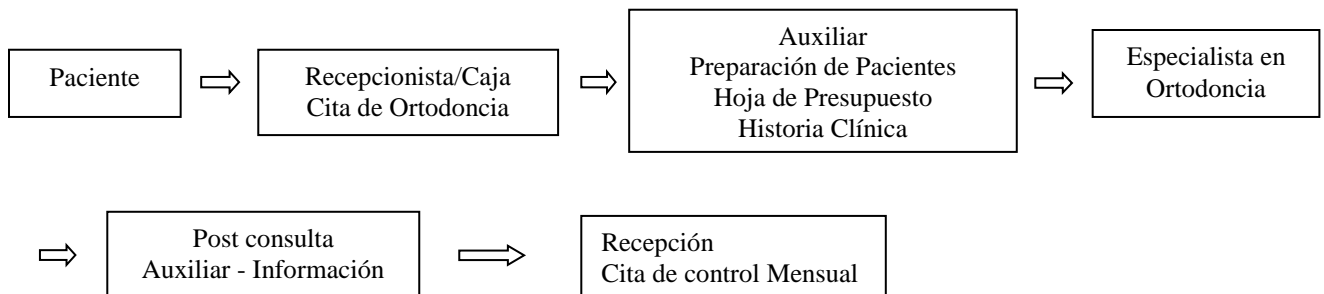 Paciente
Recepcionista/Caja
Cita de Ortodoncia
Auxiliar
Preparación de Pacientes
Hoja de Presupuesto
Historia Clínica
Especialista en
Ortodoncia
Post consulta
Auxiliar - Información
Recepción
Cita de control Mensual